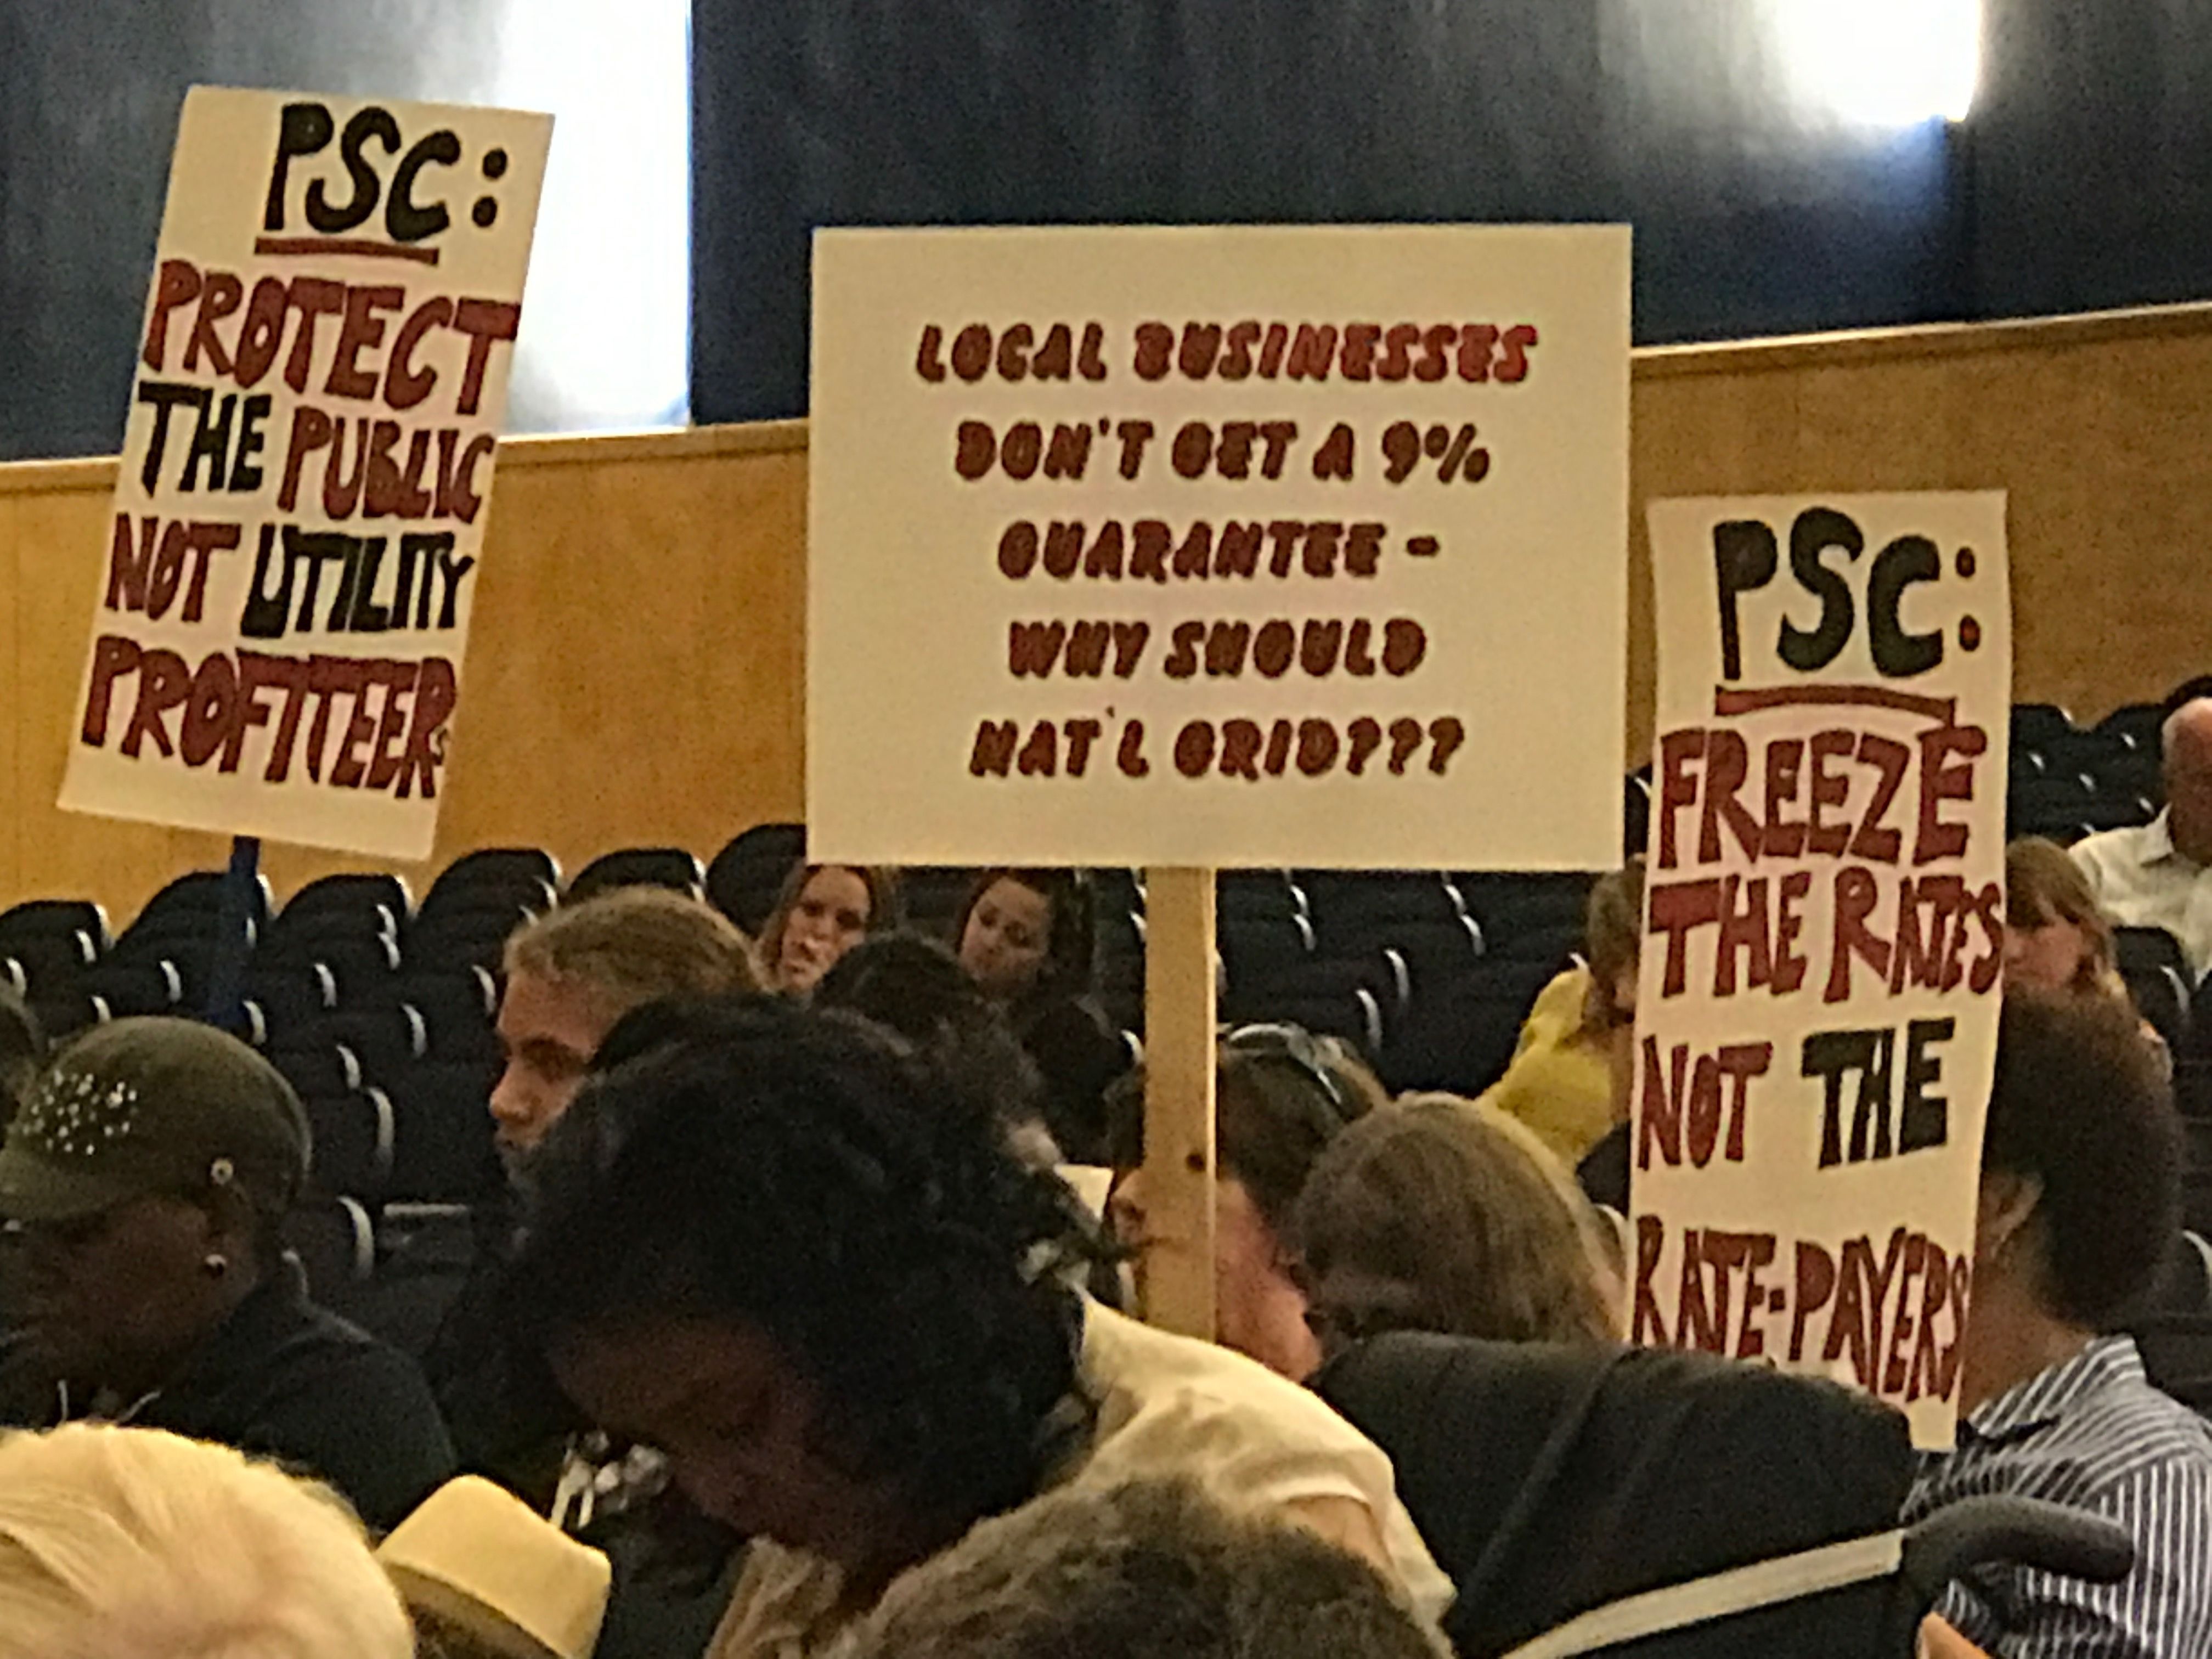 PSC:
PROTECT
THE PUBLIC
NOT UTILITY
PROFITEERS
LOCAL BUSINESSES
DON'T GET A 9%
GUARANTEE -
WHY SHOULD
NAT'L GRID???
PSC:
FREEZE
THE RATES
NOT THE
RATE-PAYERS